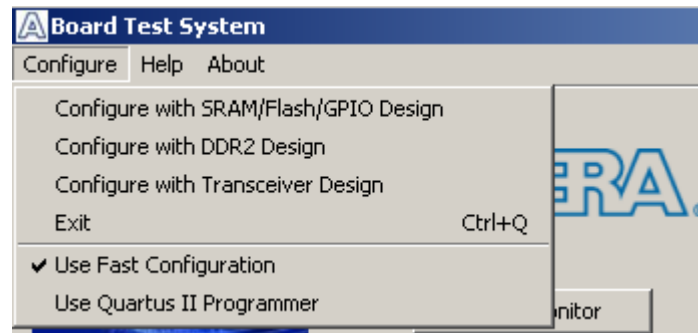 Board Test System
Configure Help About
Configure with SRAM/Flash/GPIO Design
Configure with DDR2 Design
Configure with Transceiver Design
Exit Ctrl+Q
Use Fast Configuration
Use Quartus II Programmer